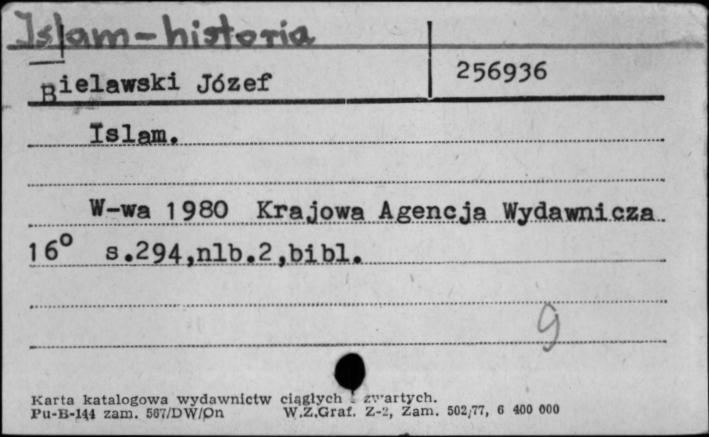 Islam - historia
Bielawski Józef 256936
Islam.
W-wa 1980 Krajowa Agencja Wydawnicza
16° s.294,nlb.2,bibl.
9
Karta katalogowa wydawnictw ciągłych i zwartych.
Pu-B-144 zam. 567/DW/Dn W.Z.Graf. Z-2, Zam. 502/77, 6 400 000